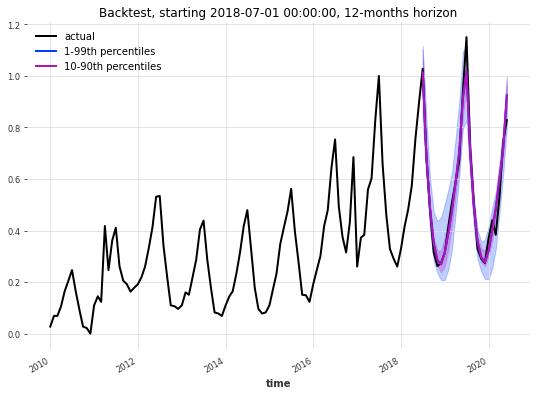 Backtest, starting 2018-07-01 00:00:00, 12-months horizon
1.2
1.0
0.8
0.6
0.4
0.2
0.0
actual
1-99th percentiles
10-90th percentiles
2010
2012
2014
2016
2018
2020
time